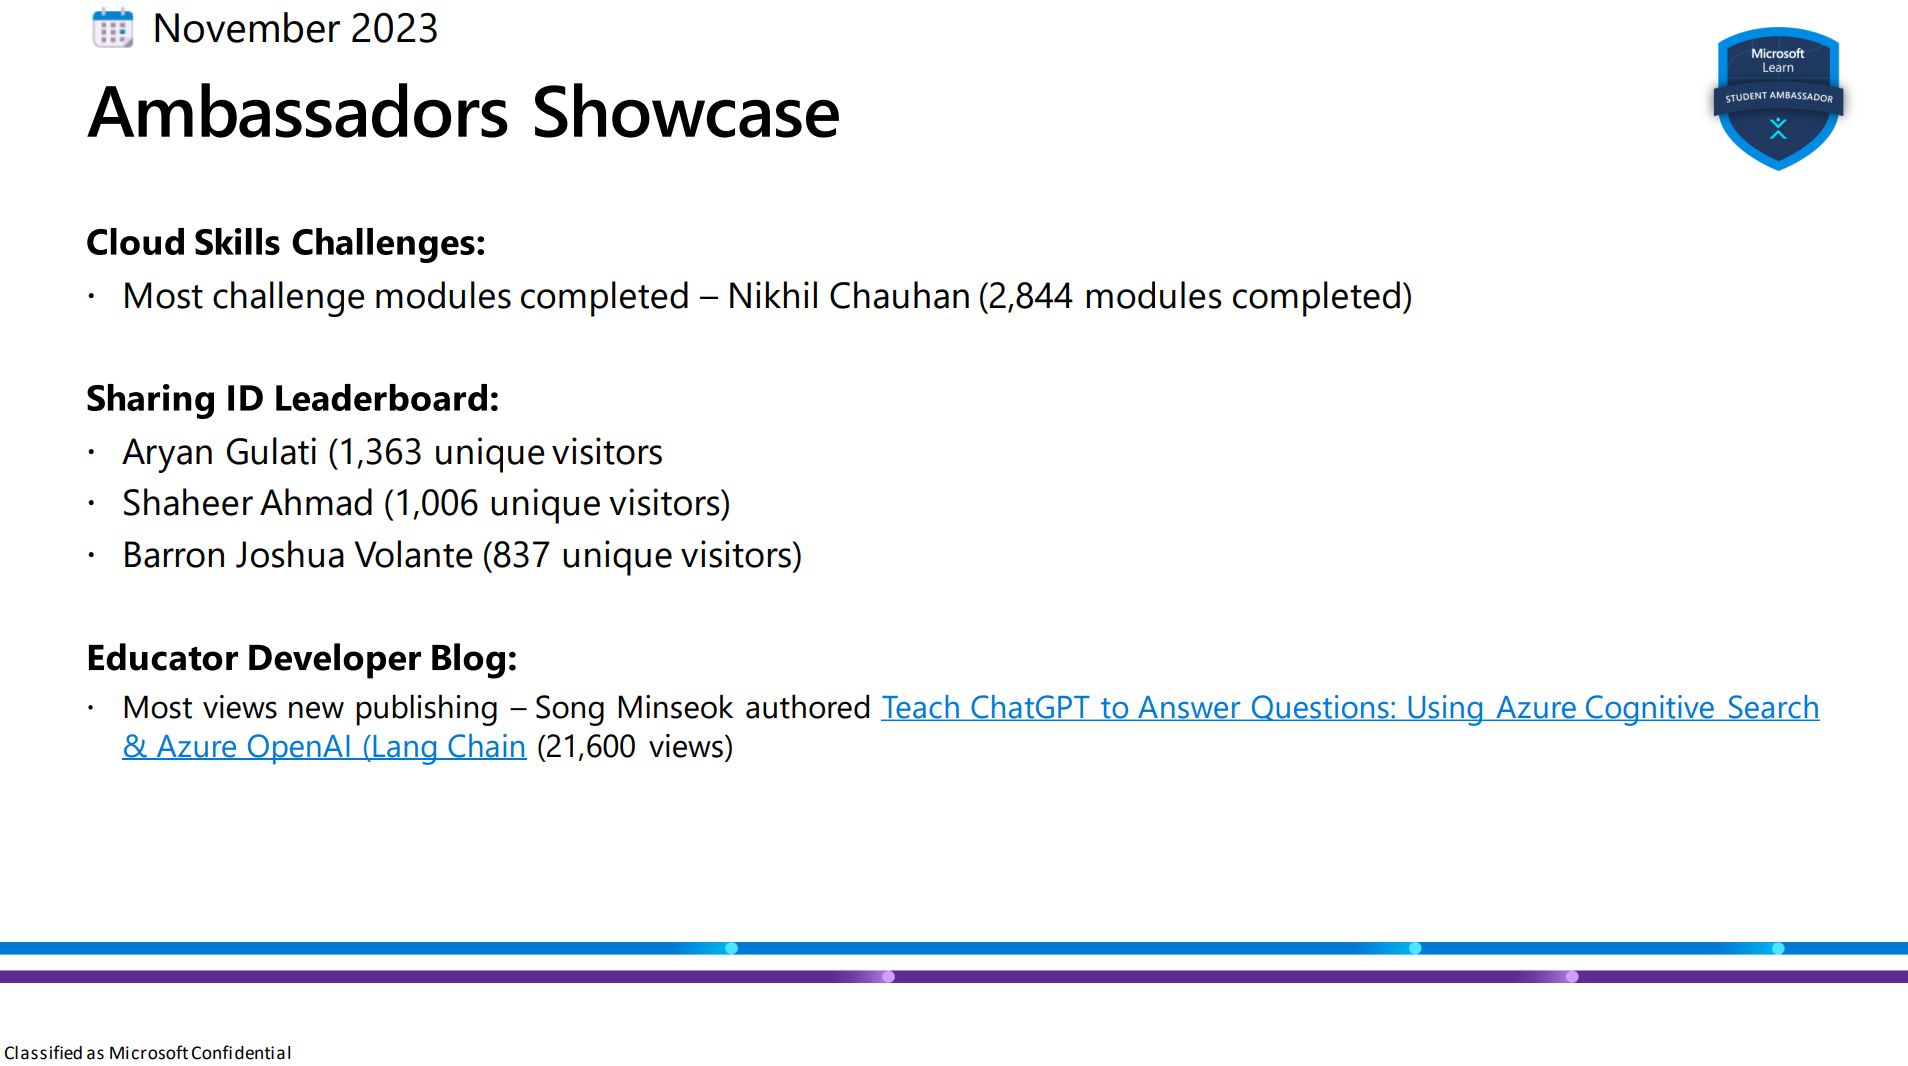 November 2023
Ambassadors Showcase
Microsoft
Learn
STUDENT AMBASSADOR
Cloud Skills Challenges:
· Most challenge modules completed – Nikhil Chauhan (2,844 modules completed)
Sharing ID Leaderboard:
· Aryan Gulati (1,363 unique visitors
· Shaheer Ahmad (1,006 unique visitors)
· Barron Joshua Volante (837 unique visitors)
Educator Developer Blog:
· Most views new publishing – Song Minseok authored Teach ChatGPT to Answer Questions: Using Azure Cognitive Search
& Azure OpenAI (Lang Chain (21,600 views)
Classified as Microsoft Confidential